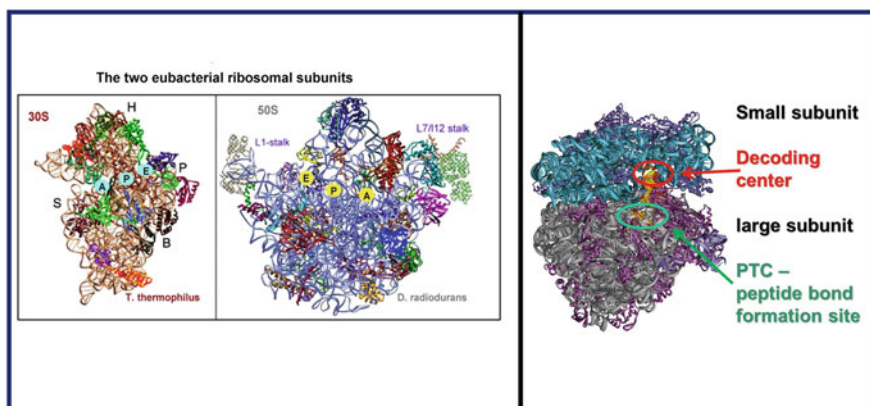 The two eubacterial ribosomal subunits
30S
H
E
P
A
P
S
B
T. thermophilus
50S
L1-stalk
L7/l12 stalk
E
P
A
D. radiodurans
Small subunit
Decoding
center
large subunit
PTC –
peptide bond
formation site